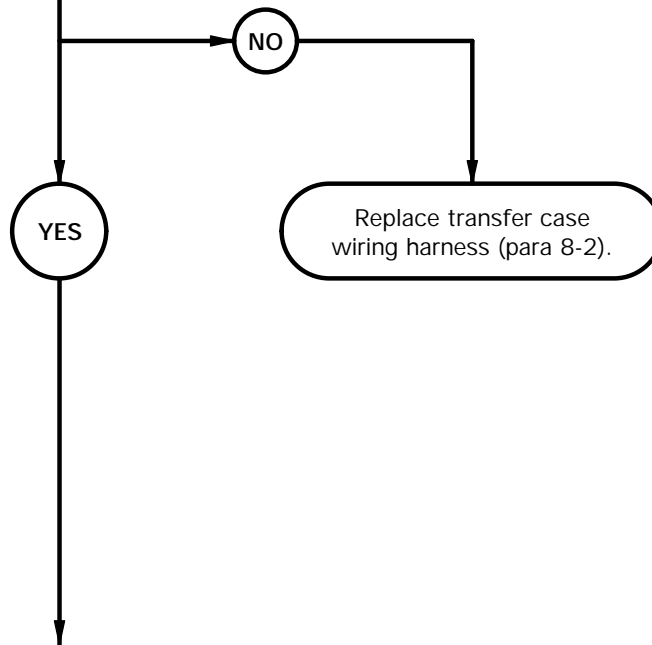 NO
YES
Replace transfer case
wiring harness (para 8-2).